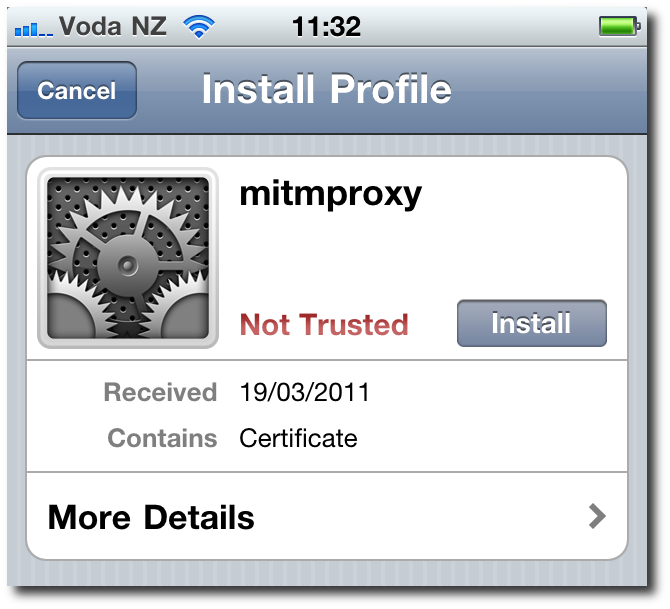 Voda NZ 11:32
Cancel Install Profile
mitmproxy
Not Trusted Install
Received 19/03/2011
Contains Certificate
More Details